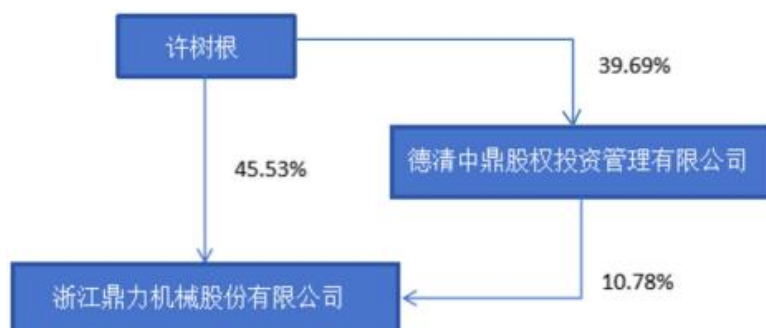 许树根
39.69%
德清中鼎股权投资管理有限公司
45.53%
浙江鼎力机械股份有限公司
10.78%